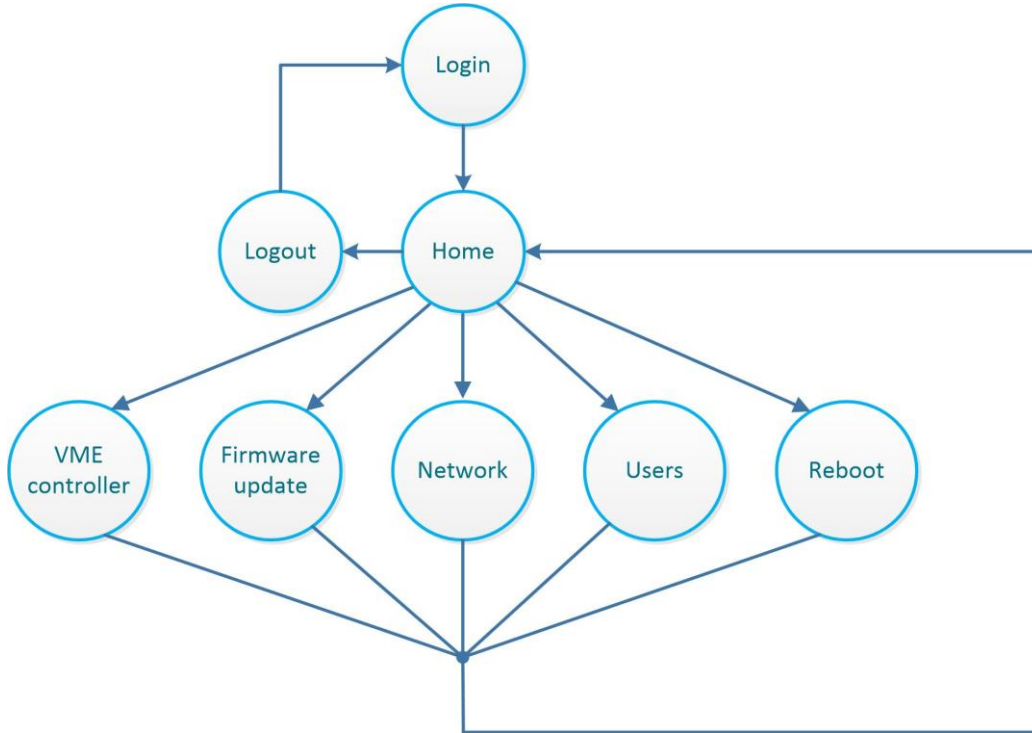 Login
Logout
Home
VME
controller
Firmware
update
Network
Users
Reboot